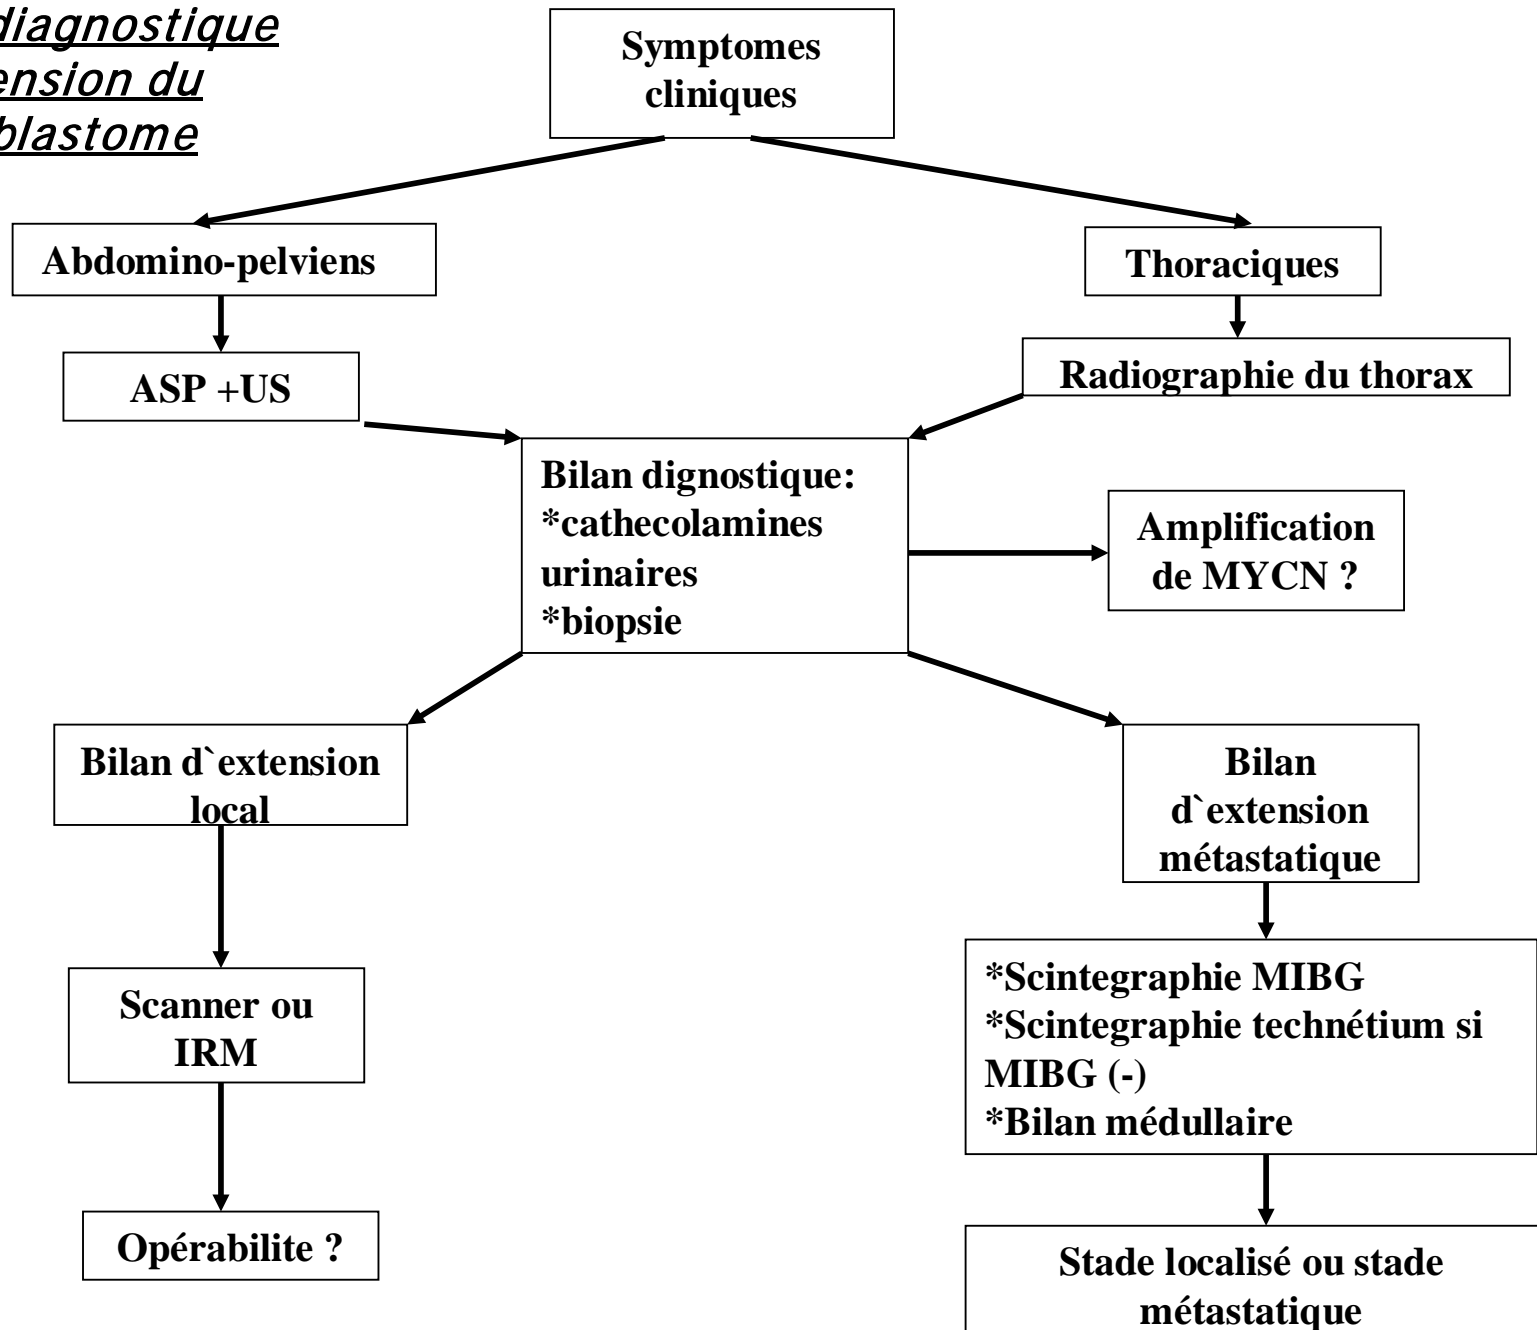 diagnostique
ension du
blastome
Symptomes
cliniques
Abdomino-pelviens
Thoraciques
ASP +US
Radiographie du thorax
Bilan dignostique:
*cathecolamines
urinaires
*biopsie
Amplification
de MYCN ?
Bilan d`extension
local
Bilan
d`extension
métastatique
Scanner ou
IRM
*Scintegraphie MIBG
*Scintegraphie technétium si
MIBG (-)
*Bilan médullaire
Opérabilite ?
Stade localisé ou stade
métastatique